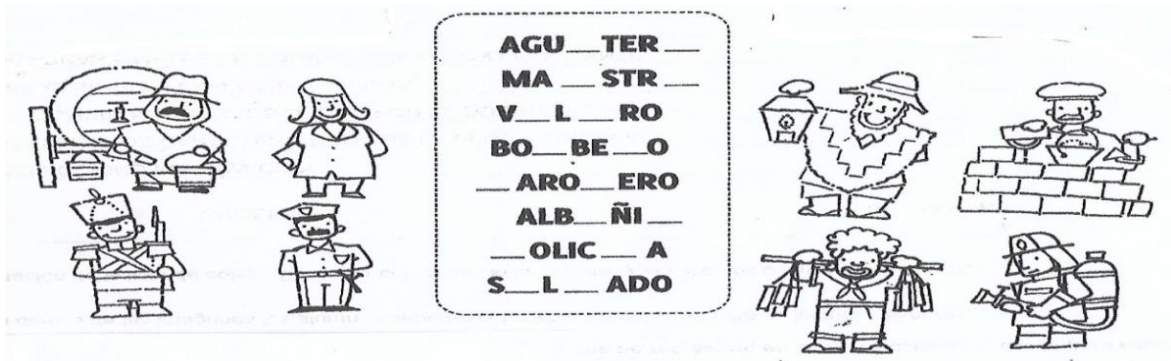 AGU__TER__
MA__STR__
V__L__RO
BO__BE__O
__ARO__ERO
ALB__ÑI__
__OLIC__A
S__L__ADO